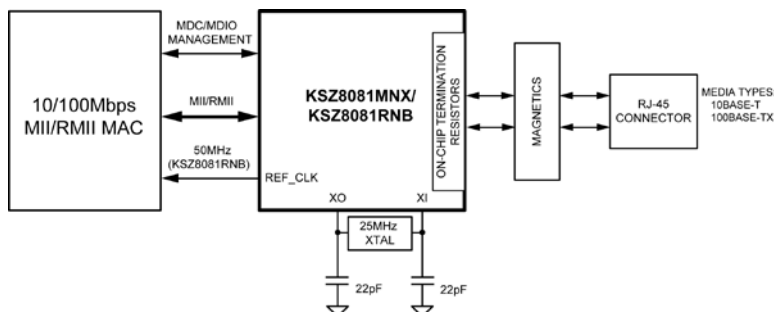 MDC/MDIO
MANAGEMENT
10/100Mbps
MII/RMII MAC
MII/RMII
50MHz
(KSZ8081RNB)
KSZ8081MNX/
KSZ8081RNB
REF_CLK
XO
XI
ON-CHIP TERMINATION
RESISTORS
25MHz
XTAL
22pF
22pF
MAGNETICS
RJ-45
CONNECTOR
MEDIA TYPES:
10BASE-T
100BASE-TX